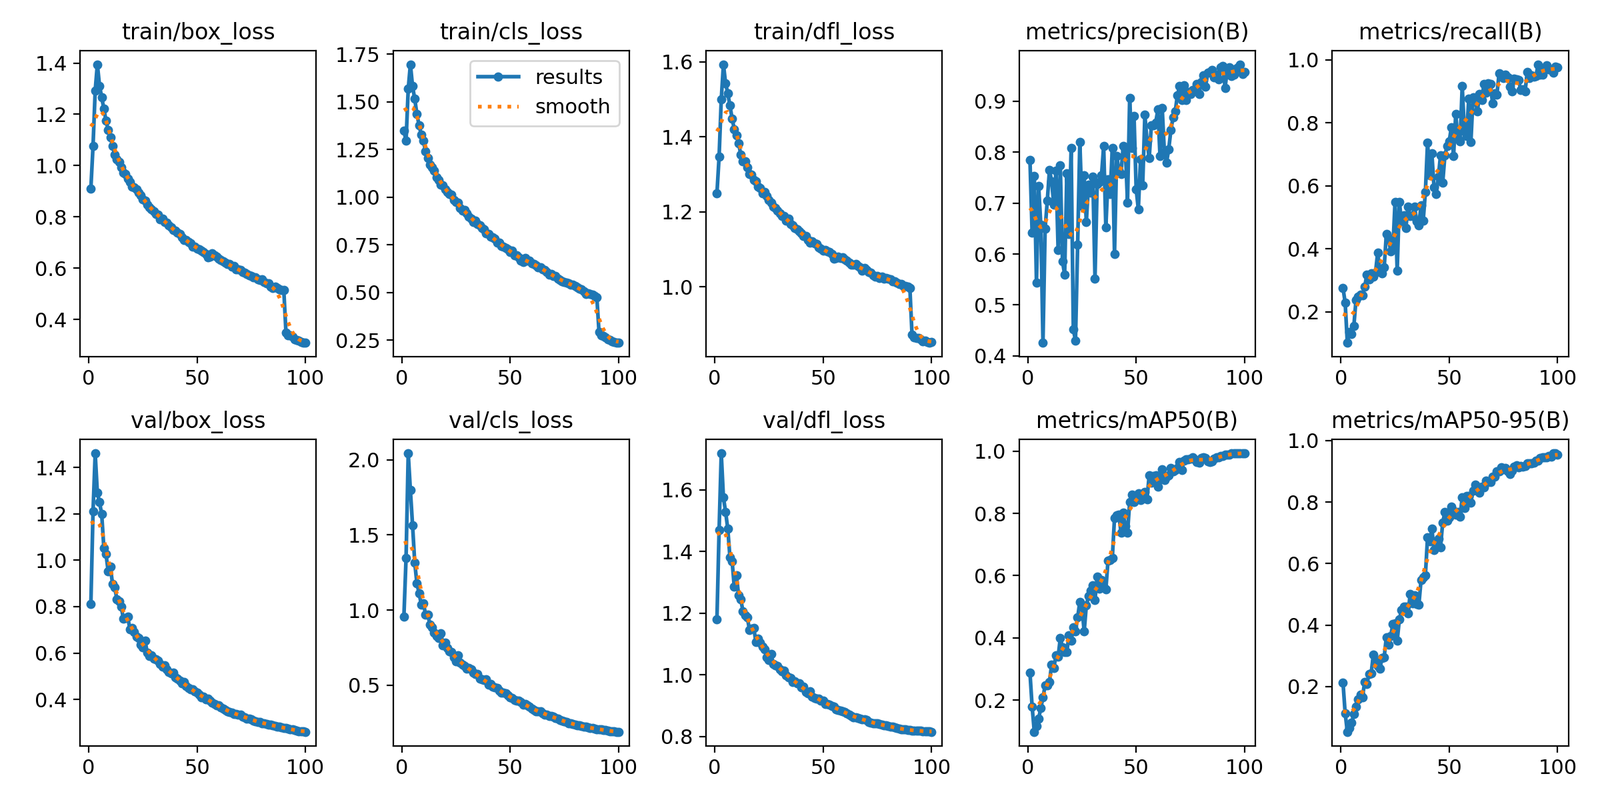 train/box_loss
train/cls_loss
train/dfl_loss
metrics/precision(B)
metrics/recall(B)
1.4
1.2
1.0
0.8
0.6
0.4
0 50 100
1.75
1.50
1.25
1.00
0.75
0.50
0.25
results
smooth
0 50 100
1.6
1.4
1.2
1.0
0 50 100
0.9
0.8
0.7
0.6
0.5
0.4
0 50 100
1.0
0.8
0.6
0.4
0.2
0 50 100
val/box_loss
val/cls_loss
val/dfl_loss
metrics/mAP50(B)
metrics/mAP50-95(B)
1.4
1.2
1.0
0.8
0.6
0.4
0 50 100
2.0
1.5
1.0
0.5
0 50 100
1.6
1.4
1.2
1.0
0.8
0 50 100
1.0
0.8
0.6
0.4
0.2
0 50 100
1.0
0.8
0.6
0.4
0.2
0 50 100